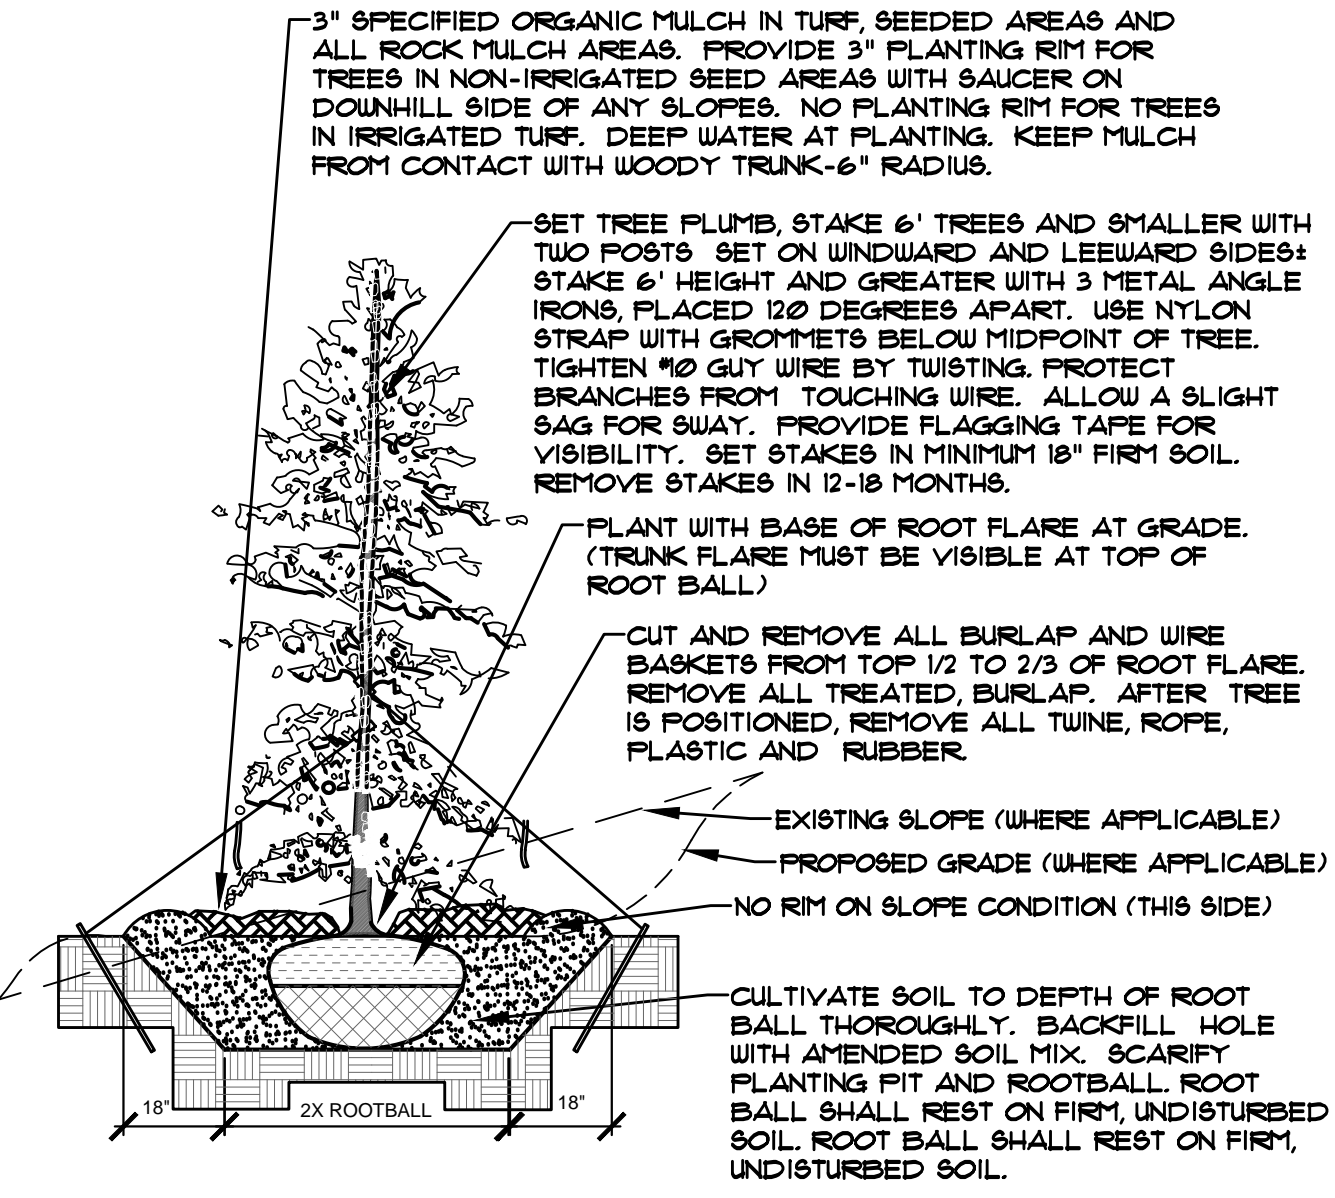 3" SPECIFIED ORGANIC MULCH IN TURF, SEEDED AREAS AND
ALL ROCK MULCH AREAS. PROVIDE 3" PLANTING RIM FOR
TREES IN NON-IRRIGATED SEED AREAS WITH SAUCER ON
DOWNHILL SIDE OF ANY SLOPES. NO PLANTING RIM FOR TREES
IN IRRIGATED TURF. DEEP WATER AT PLANTING. KEEP MULCH
FROM CONTACT WITH WOODY TRUNK-6" RADIUS.
SET TREE PLUMB, STAKE 6' TREES AND SMALLER WITH
TWO POSTS SET ON WINDWARD AND LEEWARD SIDES±
STAKE 6' HEIGHT AND GREATER WITH 3 METAL ANGLE
IRONS, PLACED 120 DEGREES APART. USE NYLON
STRAP WITH GROMMETS BELOW MIDPOINT OF TREE.
TIGHTEN #10 GUY WIRE BY TWISTING. PROTECT
BRANCHES FROM TOUCHING WIRE. ALLOW A SLIGHT
SAG FOR SWAY. PROVIDE FLAGGING TAPE FOR
VISIBILITY. SET STAKES IN MINIMUM 18" FIRM SOIL.
REMOVE STAKES IN 12-18 MONTHS.
PLANT WITH BASE OF ROOT FLARE AT GRADE.
(TRUNK FLARE MUST BE VISIBLE AT TOP OF
ROOT BALL)
CUT AND REMOVE ALL BURLAP AND WIRE
BASKETS FROM TOP 1/2 TO 2/3 OF ROOT FLARE.
REMOVE ALL TREATED, BURLAP. AFTER TREE
IS POSITIONED, REMOVE ALL TWINE, ROPE,
PLASTIC AND RUBBER.
EXISTING SLOPE (WHERE APPLICABLE)
PROPOSED GRADE (WHERE APPLICABLE)
NO RIM ON SLOPE CONDITION (THIS SIDE)
CULTIVATE SOIL TO DEPTH OF ROOT
BALL THOROUGHLY. BACKFILL HOLE
WITH AMENDED SOIL MIX. SCARIFY
PLANTING PIT AND ROOTBALL. ROOT
BALL SHALL REST ON FIRM, UNDISTURBED
SOIL. ROOT BALL SHALL REST ON FIRM,
UNDISTURBED SOIL.
18" 2X ROOTBALL 18"